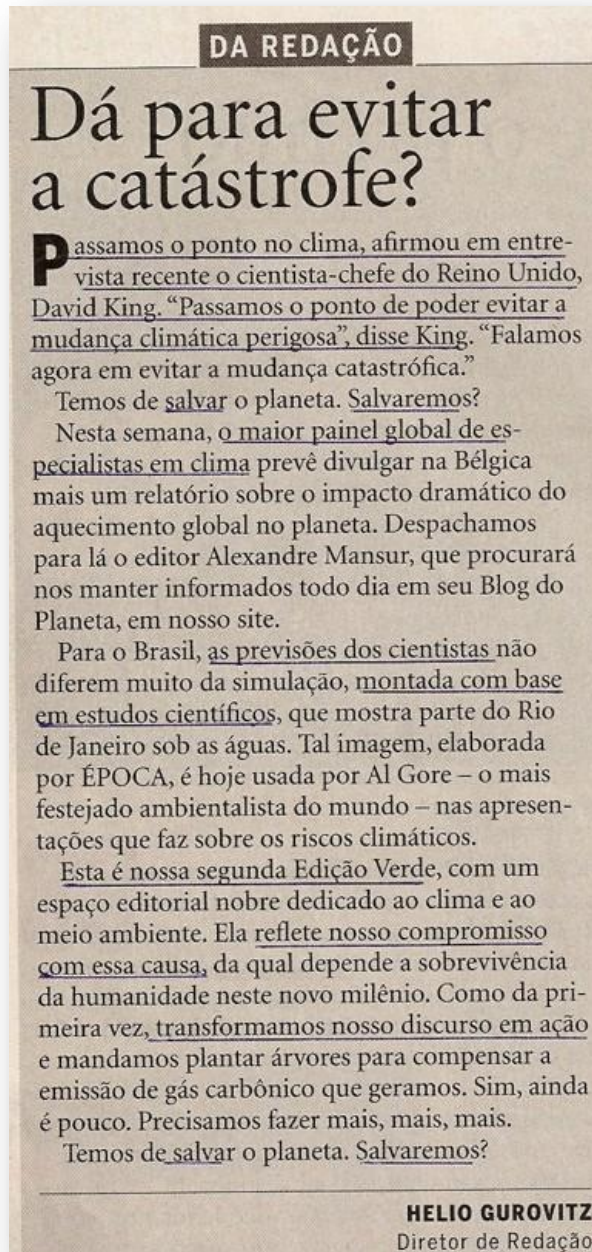 DA REDAÇÃO
Dá para evitar
a catástrofe?
Passamos o ponto no clima, afirmou em entre-
vista recente o cientista-chefe do Reino Unido,
David King. “Passamos o ponto de poder evitar a
mudança climática perigosa”, disse King. “Falamos
agora em evitar a mudança catastrófica.”
Temos de salvar o planeta. Salvaremos?
Nesta semana, o maior painel global de es-
pecialistas em clima prevê divulgar na Bélgica
mais um relatório sobre o impacto dramático do
aquecimento global no planeta. Despachamos
para lá o editor Alexandre Mansur, que procurará
nos manter informados todo dia em seu Blog do
Planeta, em nosso site.
Para o Brasil, as previsões dos cientistas não
diferem muito da simulação, montada com base
em estudos científicos, que mostra parte do Rio
de Janeiro sob as águas. Tal imagem, elaborada
por ÉPOCA, é hoje usada por Al Gore – o mais
festejado ambientalista do mundo – nas apresen-
tações que faz sobre os riscos climáticos.
Esta é nossa segunda Edição Verde, com um
espaço editorial nobre dedicado ao clima e ao
meio ambiente. Ela reflete nosso compromisso
com essa causa, da qual depende a sobrevivência
da humanidade neste novo milênio. Como da pri-
meira vez, transformamos nosso discurso em ação
e mandamos plantar árvores para compensar a
emissão de gás carbônico que geramos. Sim, ainda
é pouco. Precisamos fazer mais, mais, mais.
Temos de salvar o planeta. Salvaremos?
HELIO GUROVITZ
Diretor de Redação